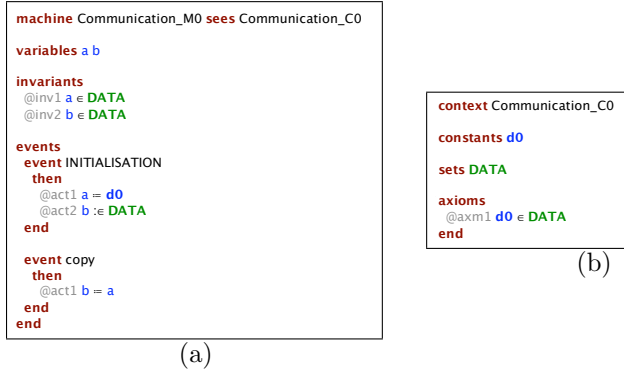 machine Communication_M0 sees Communication_C0
variables a b
invariants
@inv1 a ∈ DATA
@inv2 b ∈ DATA
events
event INITIALISATION
then
@act1 a ≔ d0
@act2 b :∈ DATA
end
event copy
then
@act1 b ≔ a
end
end
(a)
context Communication_C0
constants d0
sets DATA
axioms
@axm1 d0 ∈ DATA
end
(b)